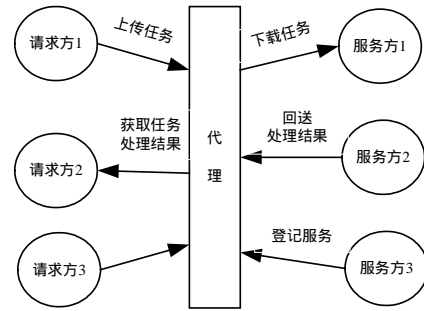 请求方1
上传任务
下载任务
服务方1
请求方2
获取任务
处理结果
代
理
回送
处理结果
服务方2
请求方3
登记服务
服务方3